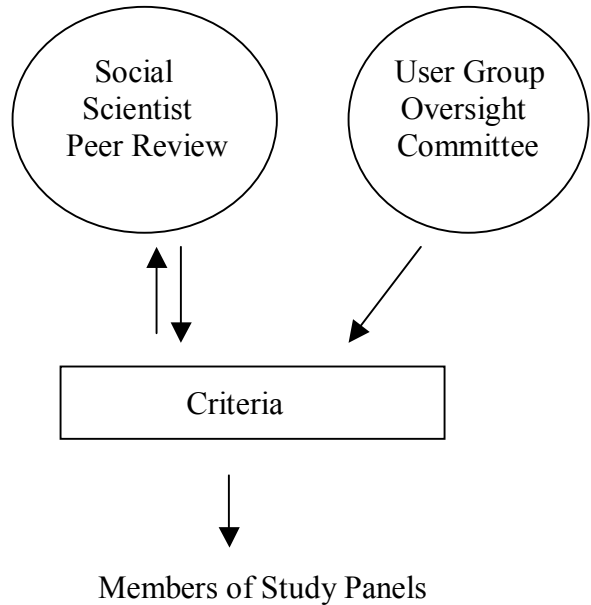 Social
Scientist
Peer Review
User Group
Oversight
Committee
Criteria
Members of Study Panels